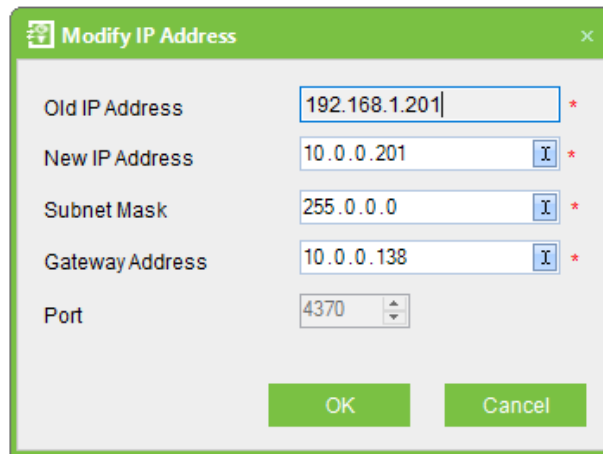 Modify IP Address
Old IP Address 192.168.1.201 *
New IP Address 10.0.0.201 *
Subnet Mask 255.0.0.0 *
Gateway Address 10.0.0.138 *
Port 4370
OK Cancel